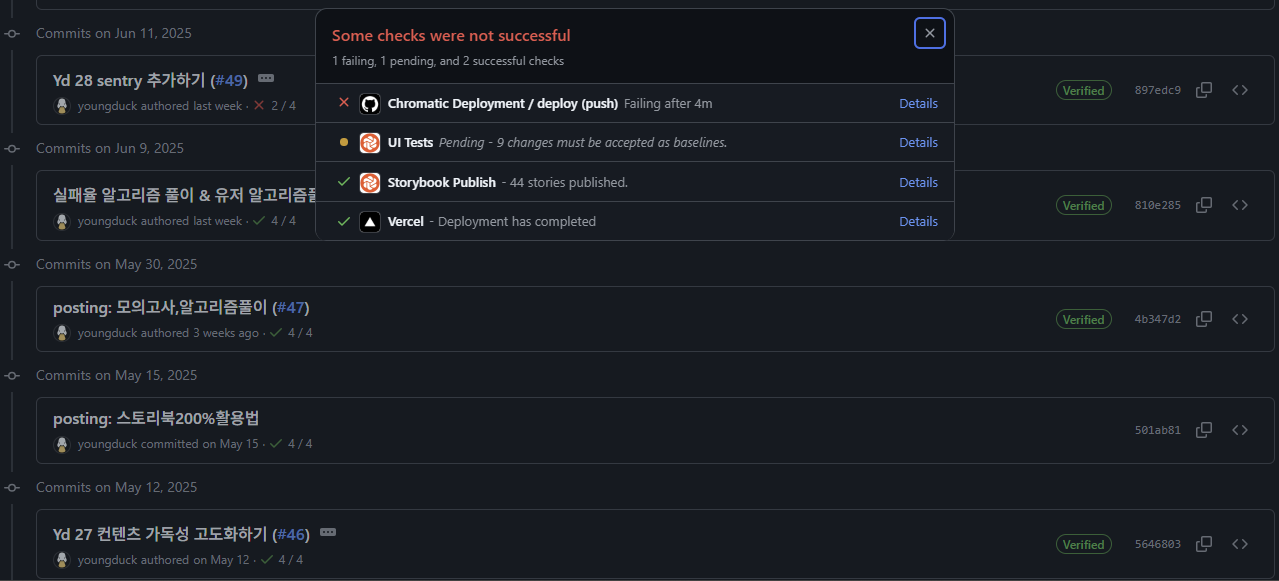 Commits on Jun 11, 2025
Some checks were not successful
1 failing, 1 pending, and 2 successful checks
Chromatic Deployment / deploy (push) Failing after 4m Details
UI Tests Pending - 9 changes must be accepted as baselines. Details
Storybook Publish - 44 stories published. Details
Vercel - Deployment has completed Details
Yd 28 sentry 추가하기 (#49)
youngduck authored last week · 2 / 4
Verified 897edc9
Commits on Jun 9, 2025
실패율 알고리즘 풀이 & 유저 알고리즘풀
youngduck authored last week · 4 / 4
Verified 810e285
Commits on May 30, 2025
posting: 모의고사,알고리즘풀이 (#47)
youngduck authored 3 weeks ago · 4 / 4
Verified 4b347d2
Commits on May 15, 2025
posting: 스토리북200%활용법
youngduck committed on May 15 · 4 / 4
501ab81
Commits on May 12, 2025
Yd 27 컨텐츠 가독성 고도화하기 (#46)
youngduck authored on May 12 · 4 / 4
Verified 5646803